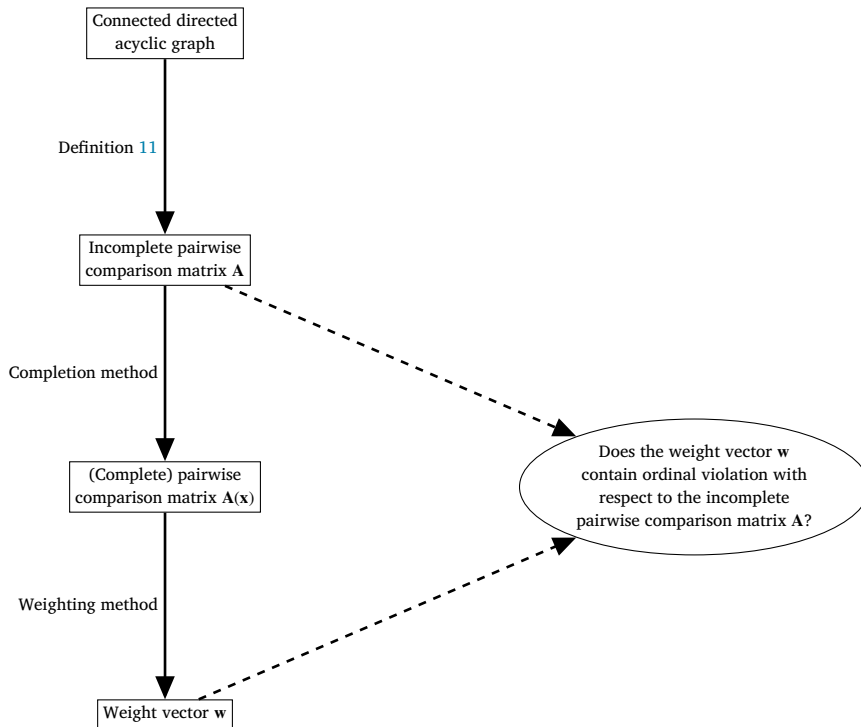 Connected directed
acyclic graph
Definition 11
Incomplete pairwise
comparison matrix A
Completion method
(Complete) pairwise
comparison matrix A(x)
Does the weight vector w
contain ordinal violation with
respect to the incomplete
pairwise comparison matrix A?
Weighting method
Weight vector w